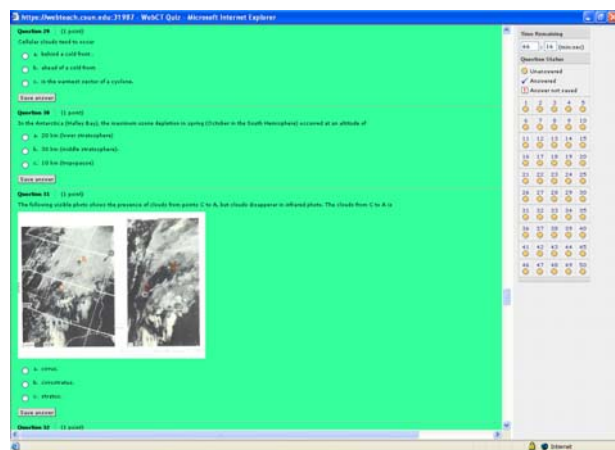 https://webteach.csun.edu:31987 - WebCT Quiz - Microsoft Internet Explorer
Question 29 (1 point)
Cellular clouds tend to occur
a. behind a cold front.
b. ahead of a cold front.
c. in the warmest sector of a cyclone.
Save answer
Question 30 (1 point)
In the Antarctica (Halley Bay), the maximum ozone depletion in spring (October in the South Hemisphere) occurred at an altitude of
a. 20 km (lower stratosphere)
b. 30 km (middle stratosphere).
c. 10 km (tropopause)
Save answer
Question 31 (1 point)
The following visible photo shows the presence of clouds from points C to A, but clouds disappear in infrared photo. The clouds from C to A is
a. cirrus.
b. cirrostratus.
c. stratus.
Save answer
Question 32 (1 point)
Time Remaining
(min:sec)
Question Status
Unanswered
Answered
Answer not saved
1 2 3 4 5
6 7 8 9 10
11 12 13 14 15
16 17 18 19 20
21 22 23 24 25
26 27 28 29 30
31 32 33 34 35
36 37 38 39 40
41 42 43 44 45
46 47 48 49 50
Internet